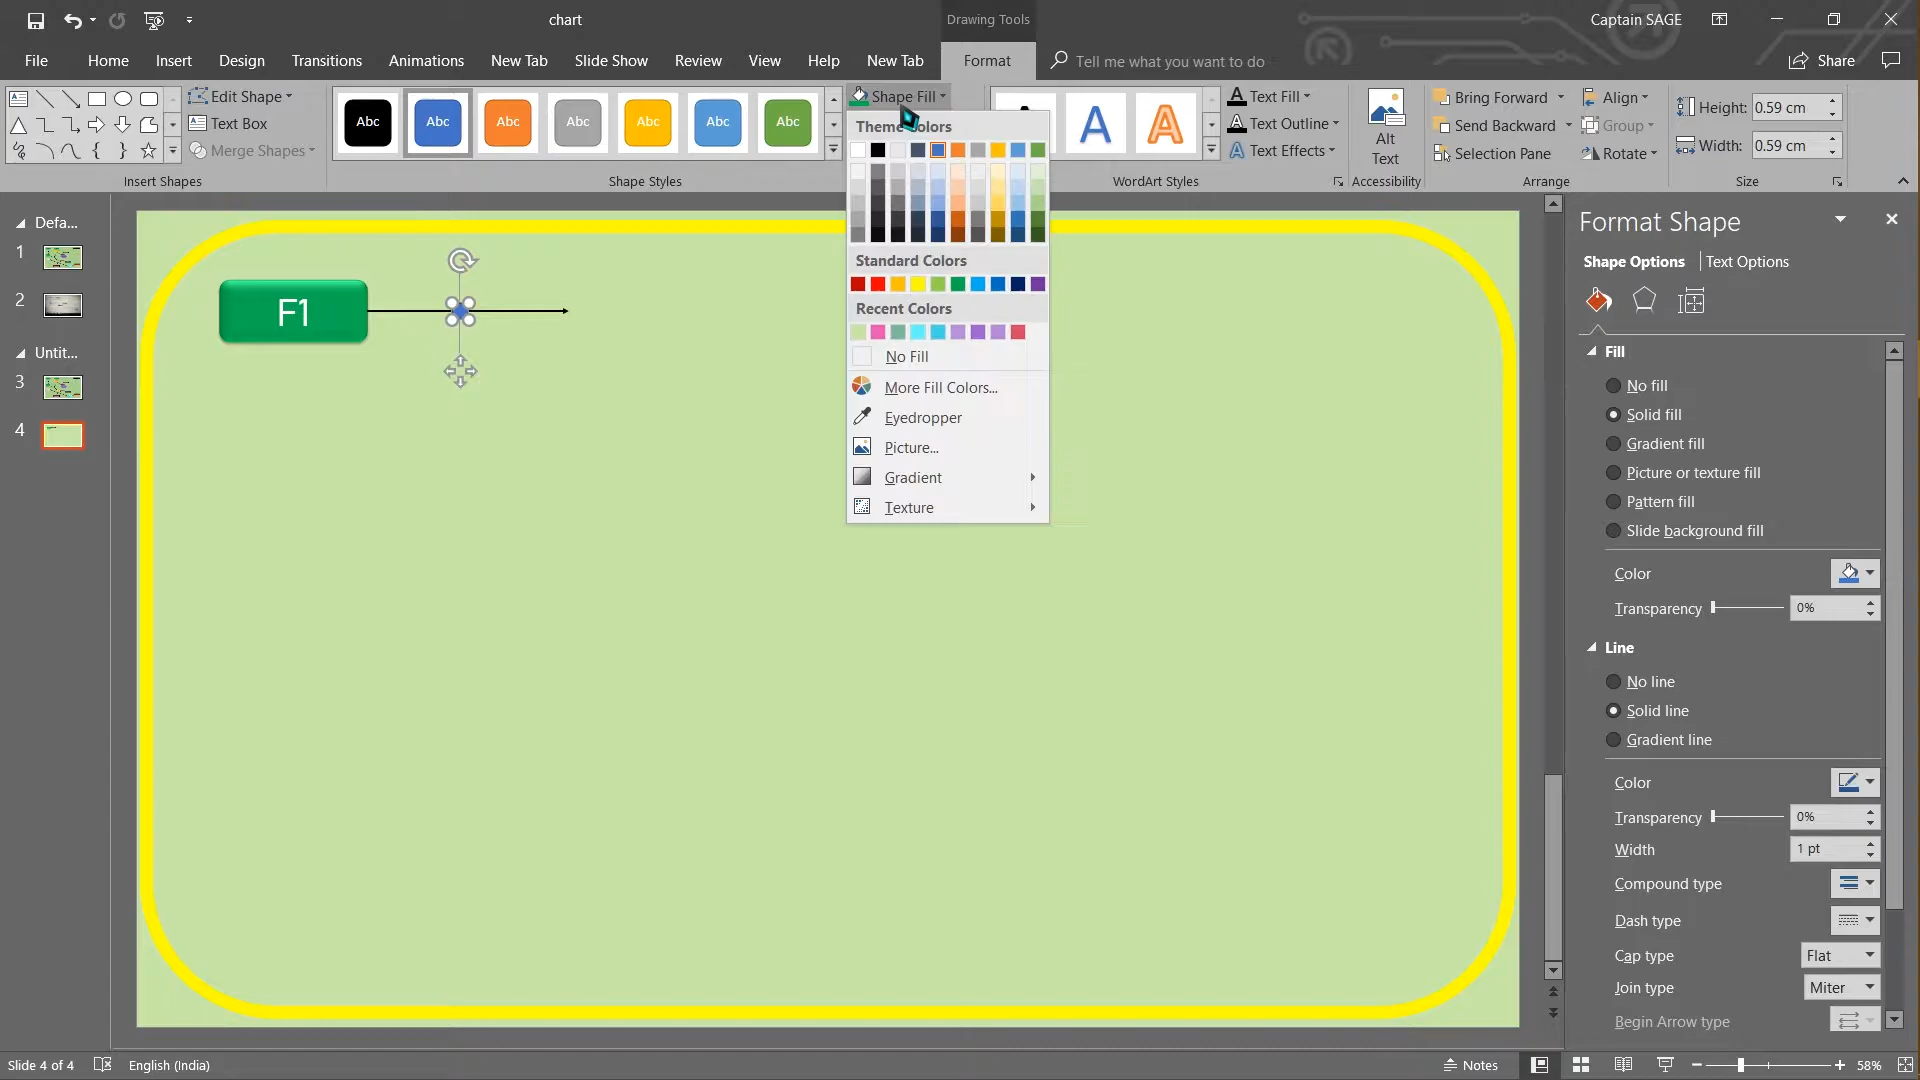 chart
Drawing Tools
Captain SAGE
File
Home
Insert
Design
Transitions
Animations
New Tab
Slide Show
Review
View
Help
New Tab
Format
Tell me what you want to do
Share
Edit Shape
Text Box
Merge Shapes
Insert Shapes
Abc
Abc
Abc
Abc
Abc
Abc
Abc
Shape Styles
Shape Fill
Theme Colors
Standard Colors
Recent Colors
No Fill
More Fill Colors...
Eyedropper
Picture...
Gradient
Texture
A
A
WordArt Styles
A Text Fill
A Text Outline
A Text Effects
Alt
Text
Accessibility
Bring Forward
Send Backward
Selection Pane
Align
Group
Rotate
Arrange
Height: 0.59 cm
Width: 0.59 cm
Size
Defa...
1
2
Untit...
3
4
F1
Format Shape
Shape Options
Text Options
Fill
No fill
Solid fill
Gradient fill
Picture or texture fill
Pattern fill
Slide background fill
Color
Transparency 0%
Line
No line
Solid line
Gradient line
Color
Transparency 0%
Width 1 pt
Compound type
Dash type
Cap type Flat
Join type Miter
Begin Arrow type
Slide 4 of 4
English (India)
Notes
58%